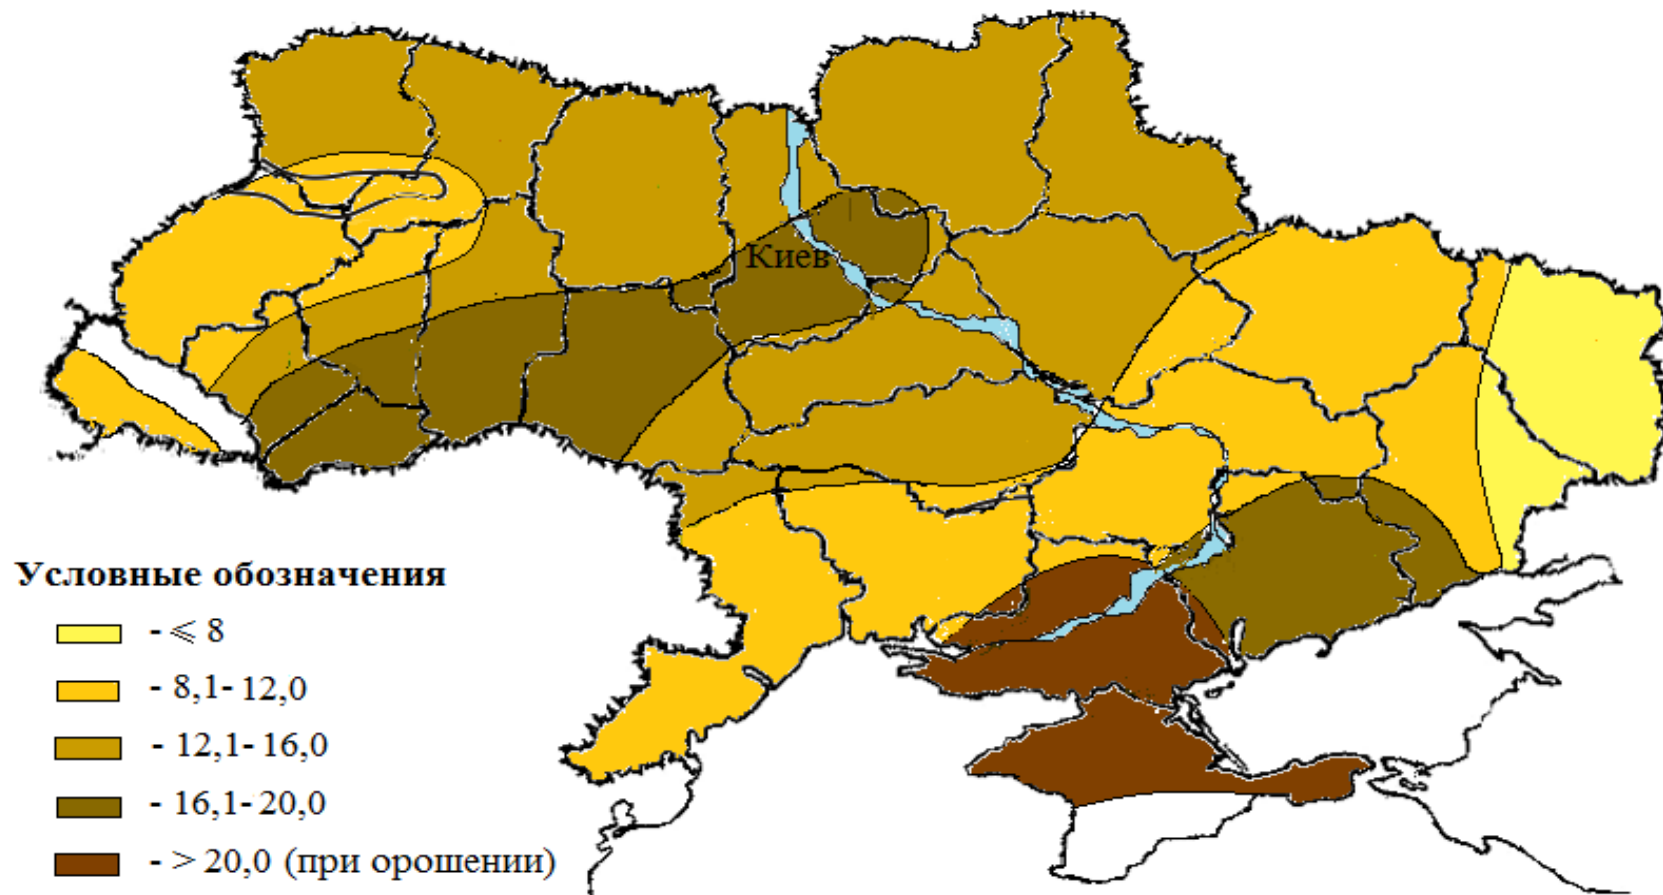 Киев
Условные обозначения
- ⩽ 8
- 8,1-12,0
- 12,1-16,0
- 16,1-20,0
- > 20,0 (при орошении)